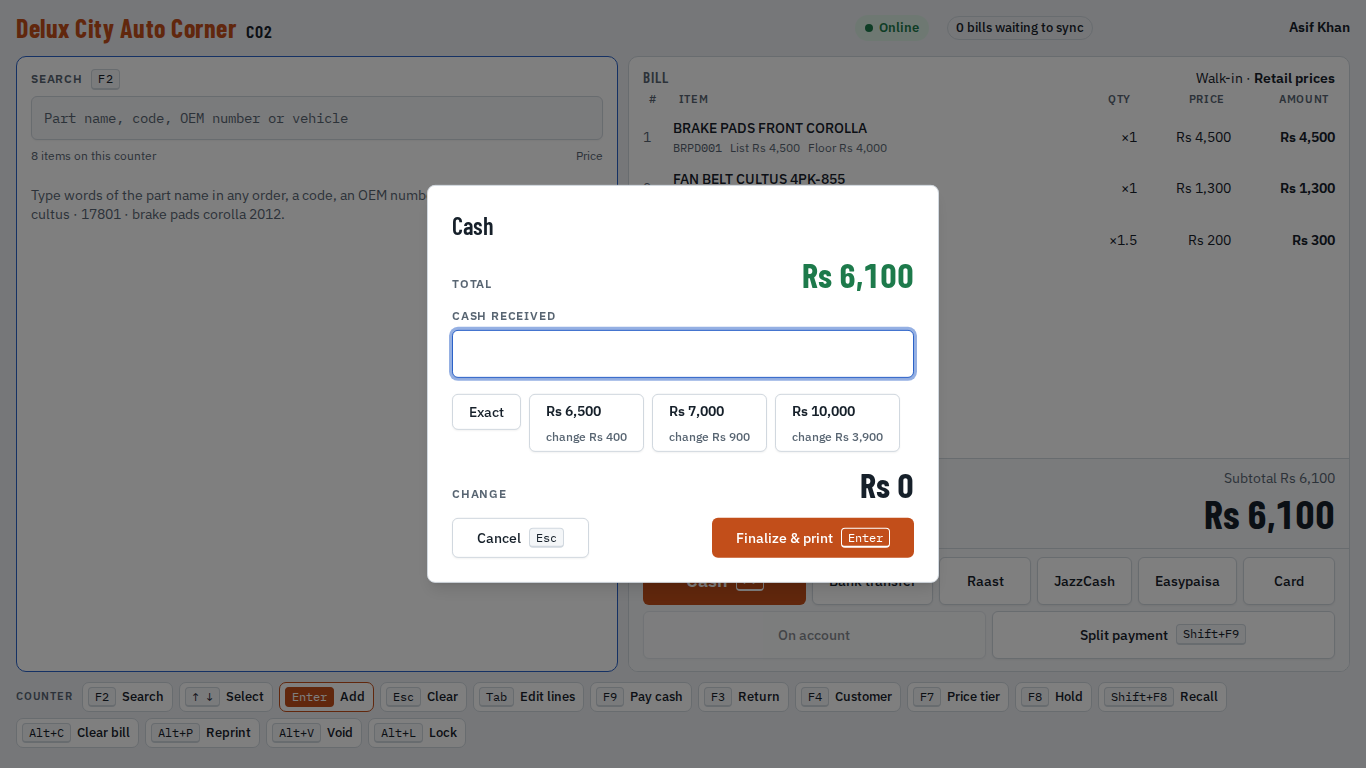 Delux City Auto Corner C02
Online
0 bills waiting to sync
Asif Khan
SEARCH F2
Part name, code, OEM number or vehicle
8 items on this counter Price
Type words of the part name in any order, a code, an OEM numb
cultus · 17801 · brake pads corolla 2012.
BILL
Walk-in · Retail prices
# ITEM QTY PRICE AMOUNT
1 BRAKE PADS FRONT COROLLA ×1 Rs 4,500 Rs 4,500
BRPD001 List Rs 4,500 Floor Rs 4,000
FAN BELT CULTUS 4PK-855 ×1 Rs 1,300 Rs 1,300
×1.5 Rs 200 Rs 300
Subtotal Rs 6,100
Rs 6,100
Cash
TOTAL Rs 6,100
CASH RECEIVED
Exact
Rs 6,500
change Rs 400
Rs 7,000
change Rs 900
Rs 10,000
change Rs 3,900
CHANGE Rs 0
Cancel Esc
Finalize & print Enter
Cash
Bank transfer
Raast
JazzCash
Easypaisa
Card
On account
Split payment Shift+F9
COUNTER F2 Search ↑ ↓ Select Enter Add Esc Clear Tab Edit lines F9 Pay cash F3 Return F4 Customer F7 Price tier F8 Hold Shift+F8 Recall
Alt+C Clear bill Alt+P Reprint Alt+V Void Alt+L Lock